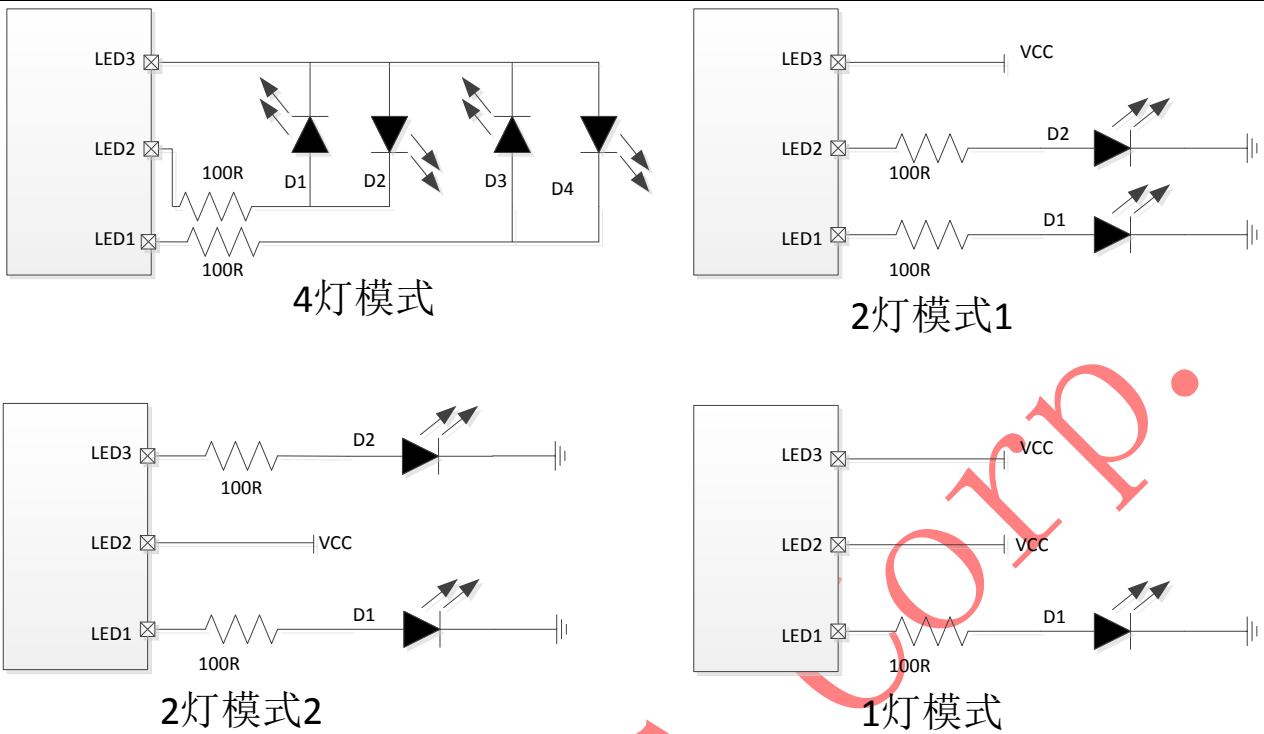 LED3
LED2
100R
D1
D2
D3
D4
LED1
100R
4灯模式
LED3
VCC
LED2
100R
D2
LED1
100R
D1
2灯模式1
LED3
100R
D2
LED2
VCC
LED1
100R
D1
2灯模式2
LED3
VCC
LED2
VCC
LED1
100R
D1
1灯模式
orp.